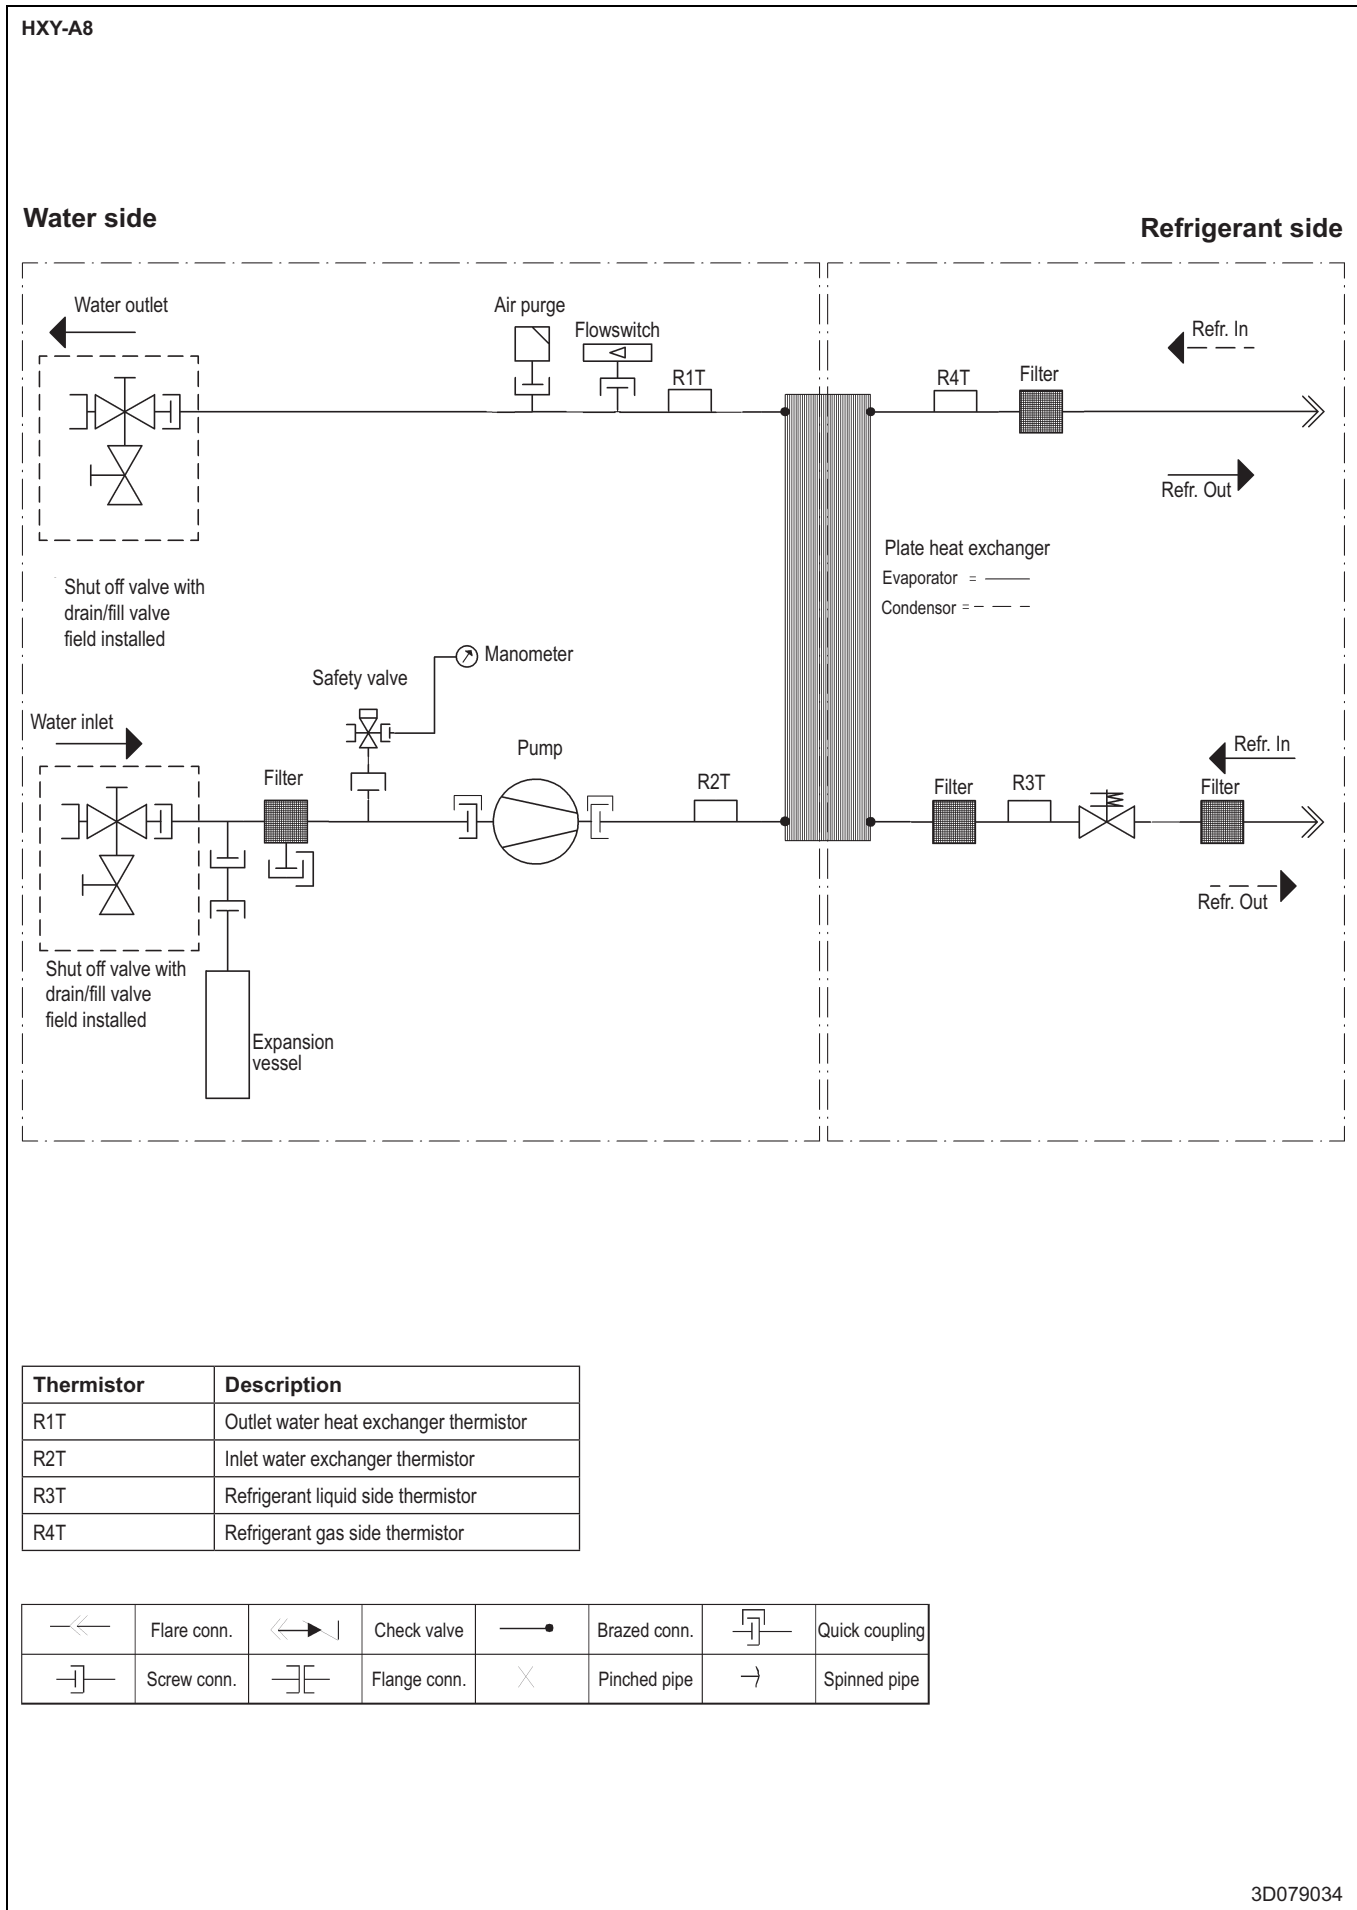 HXY-A8
Water side
Refrigerant side
Water outlet
Air purge
Flowswitch
R1T
R4T
Filter
Refr. In
Refr. Out
Plate heat exchanger
Evaporator =
Condensor =
Shut off valve with
drain/fill valve
field installed
Manometer
Safety valve
Water inlet
Pump
Filter
R2T
Filter
R3T
Refr. In
Filter
Refr. Out
Shut off valve with
drain/fill valve
field installed
Expansion
vessel
Thermistor Description
R1T Outlet water heat exchanger thermistor
R2T Inlet water exchanger thermistor
R3T Refrigerant liquid side thermistor
R4T Refrigerant gas side thermistor
Flare conn. Check valve Brazed conn. Quick coupling
Screw conn. Flange conn. Pinched pipe Spinned pipe
3D079034